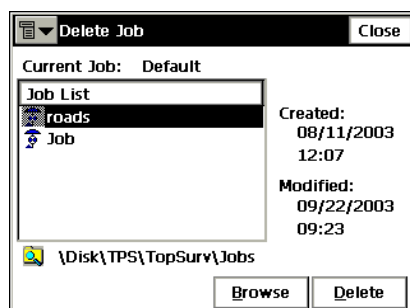 Delete Job Close
Current Job: Default
Job List
roads
Job
Created:
08/11/2003
12:07
Modified:
09/22/2003
09:23
\Disk\TPS\TopSurv\Jobs
Browse Delete